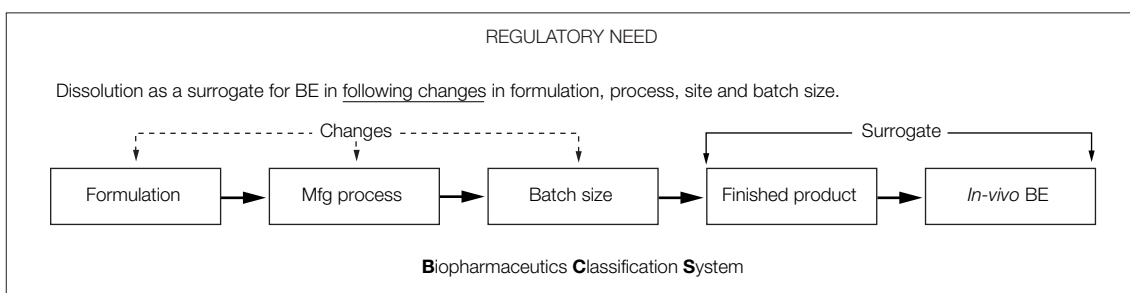 REGULATORY NEED
Dissolution as a surrogate for BE in following changes in formulation, process, site and batch size.
Changes
Surrogate
Formulation
Mfg process
Batch size
Finished product
In-vivo BE
Biopharmaceutics Classification System